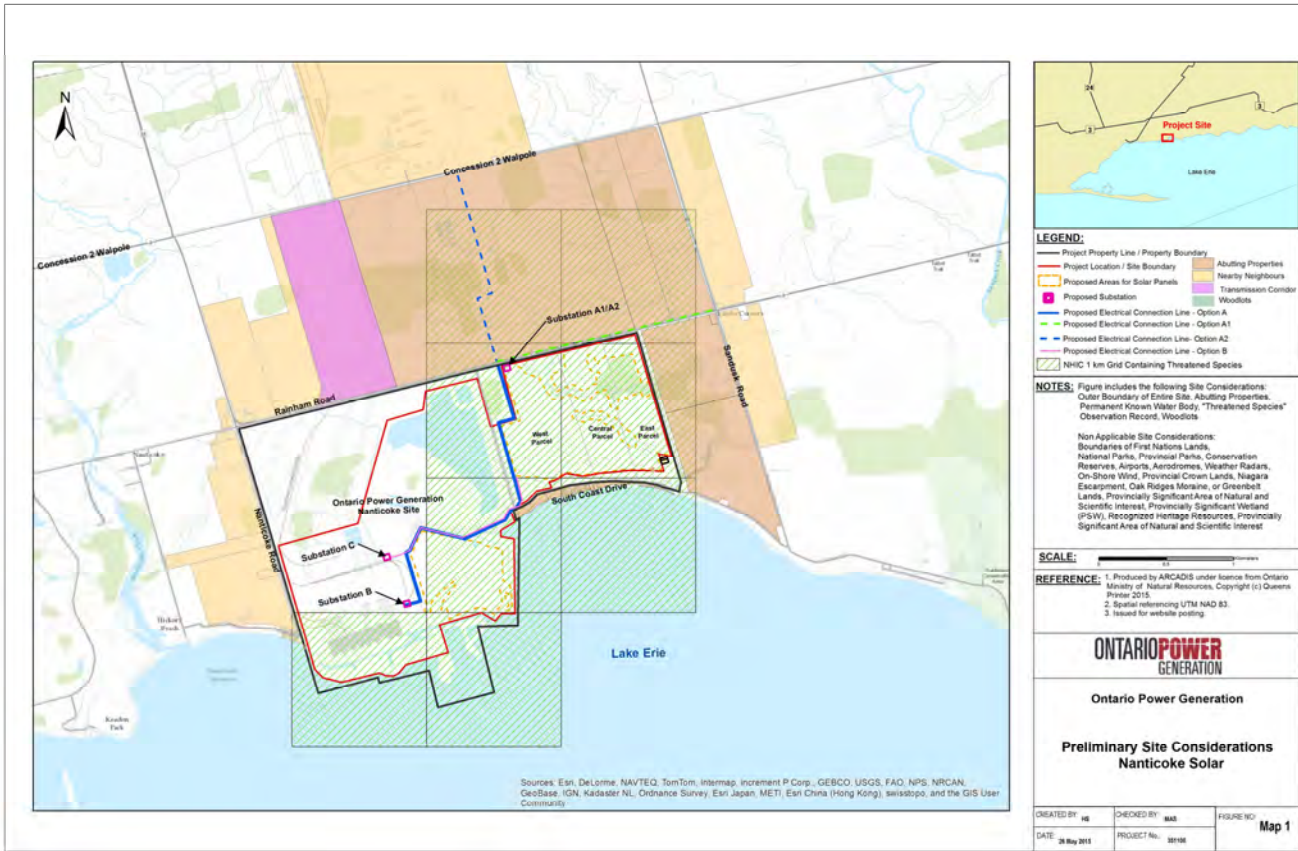 N
Concession 2 Walpole
Concession 2 Walpole
Substation A1/A2
Rainham Road
Sandusk Road
West
Parcel
Central
Parcel
East
Parcel
South Coast Drive
Ontario Power Generation
Nanticoke Site
Nanticoke Road
Substation C
Substation B
Lake Erie
Sources: Esri, DeLorme, NAVTEQ, TomTom, Intermap, increment P Corp., GEBCO, USGS, FAO, NPS, NRCAN,
GeoBase, IGN, Kadaster NL, Ordnance Survey, Esri Japan, METI, Esri China (Hong Kong), swisstopo, and the GIS User
Community
24
3
3
Project Site
Lake Erie
LEGEND:
Project Property Line / Property Boundary
Project Location / Site Boundary
Proposed Areas for Solar Panels
Proposed Substation
Proposed Electrical Connection Line - Option A
Proposed Electrical Connection Line - Option A1
Proposed Electrical Connection Line- Option A2
Proposed Electrical Connection Line - Option B
NHIC 1 km Grid Containing Threatened Species
Abutting Properties
Nearby Neighbours
Transmission Corridor
Woodlots
NOTES: Figure includes the following Site Considerations:
Outer Boundary of Entire Site, Abutting Properties,
Permanent Known Water Body, "Threatened Species"
Observation Record, Woodlots
Non Applicable Site Considerations:
Boundaries of First Nations Lands,
National Parks, Provincial Parks, Conservation
Reserves, Airports, Aerodromes, Weather Radars,
On-Shore Wind, Provincial Crown Lands, Niagara
Escarpment, Oak Ridges Moraine, or Greenbelt
Lands, Provincially Significant Area of Natural and
Scientific Interest, Provincially Significant Wetland
(PSW), Recognized Heritage Resources, Provincially
Significant Area of Natural and Scientific Interest
SCALE:
0 0.5 1 Kilometers
REFERENCE: 1. Produced by ARCADIS under licence from Ontario
Ministry of Natural Resources, Copyright (c) Queens
Printer 2015.
2. Spatial referencing UTM NAD 83.
3. Issued for website posting.
ONTARIOPOWER
GENERATION
Ontario Power Generation
Preliminary Site Considerations
Nanticoke Solar
CREATED BY: HS
CHECKED BY: MAS
FIGURE NO: Map 1
DATE: 26 May 2015
PROJECT No.: